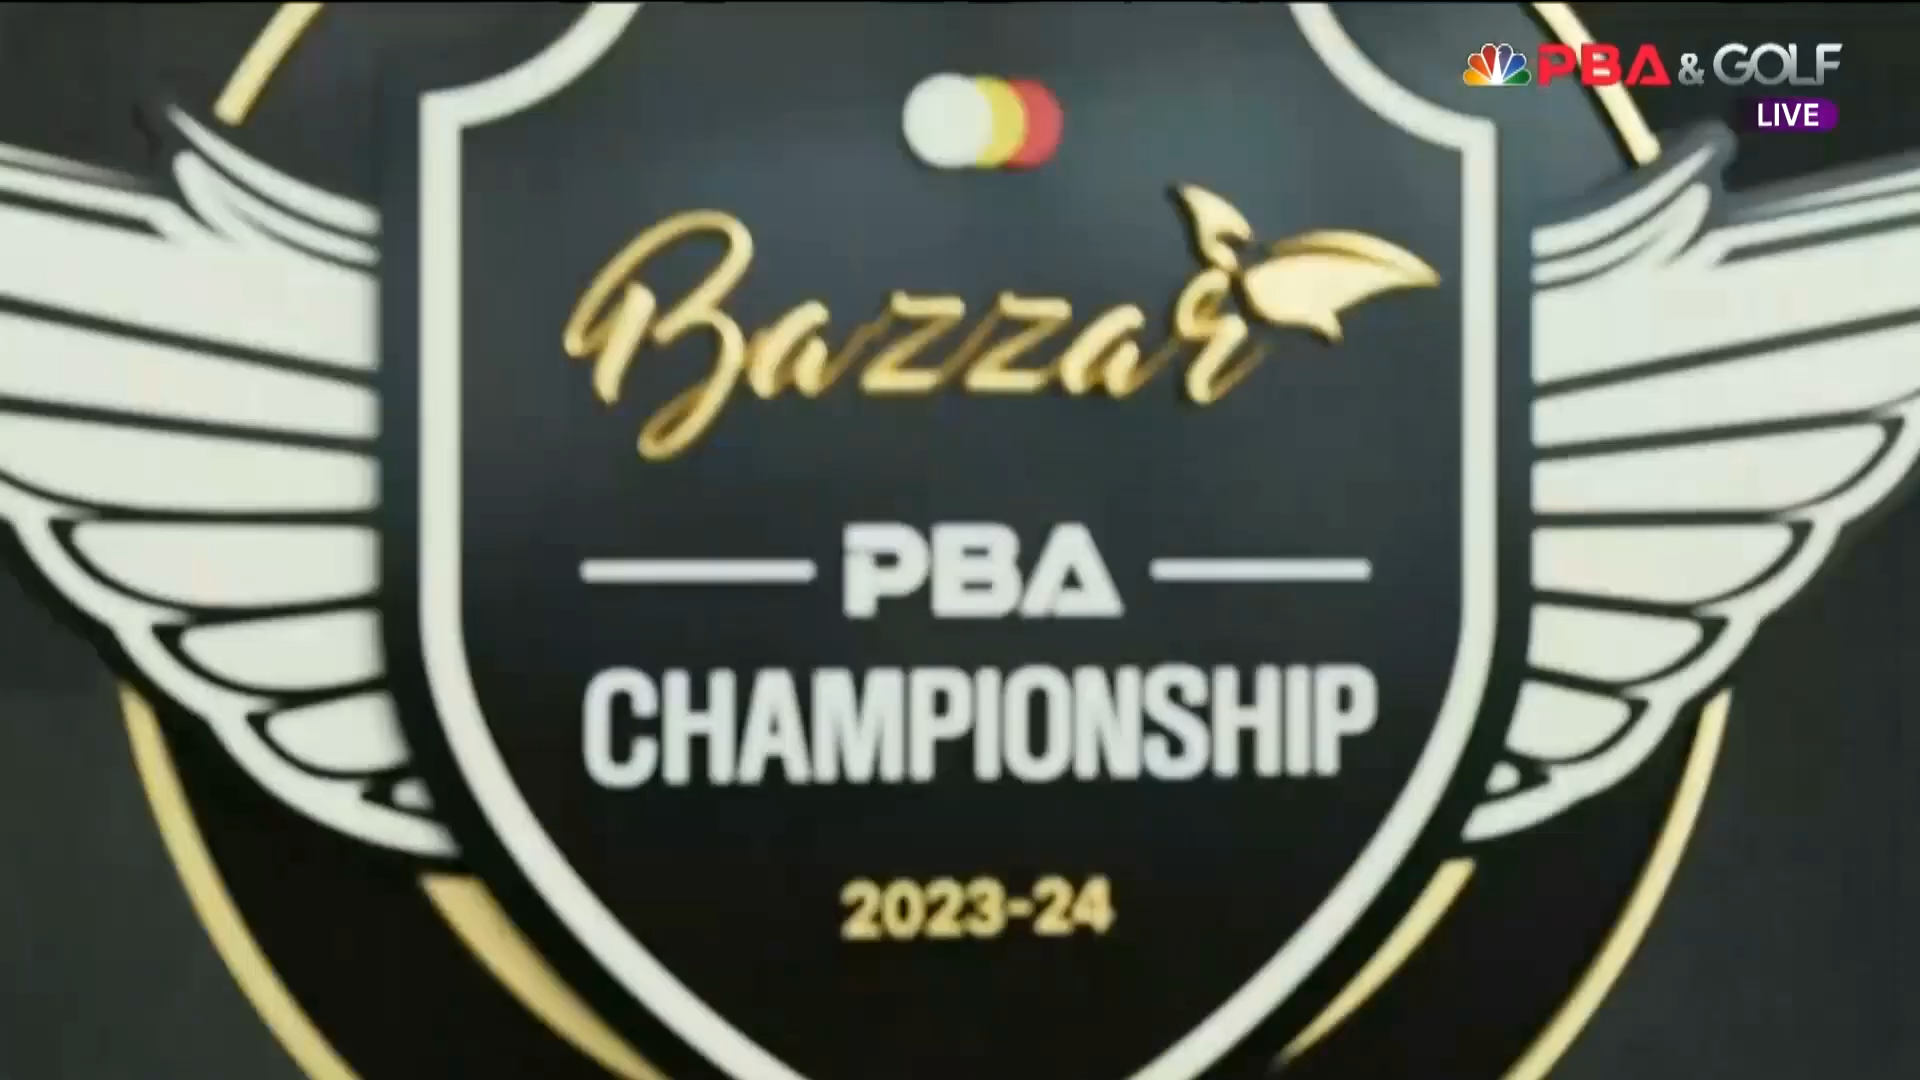 PBA & GOLF
LIVE
Bazzar
PBA
CHAMPIONSHIP
2023-24